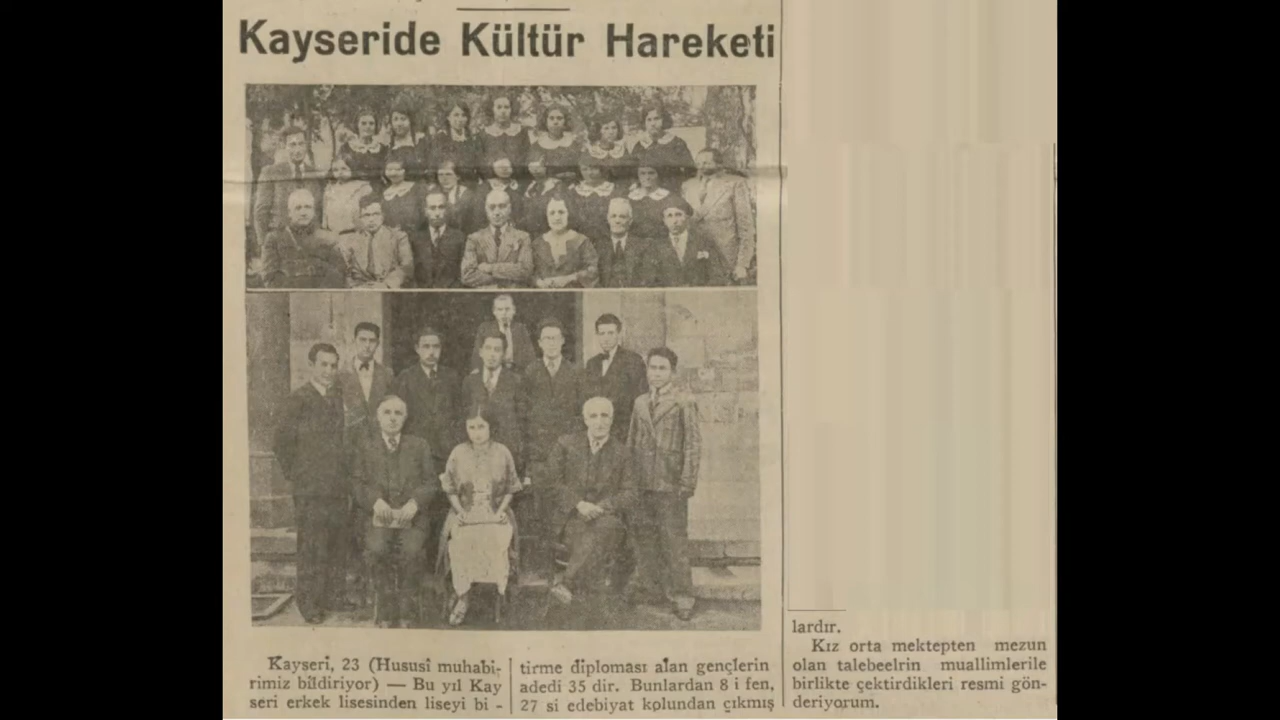 Kayseride Kültür Hareketi
Kayseri, 23 (Hususî muhabi-
rimiz bildiriyor) — Bu yıl Kay
seri erkek lisesinden liseyi bi -
tirme diploması alan gençlerin
adedi 35 dir. Bunlardan 8 i fen,
27 si edebiyat kolundan çıkmış
lardır.
Kız orta mektepten mezun
olan talebeelrin muallimlerile
birlikte çektirdikleri resmi gön-
deriyorum.